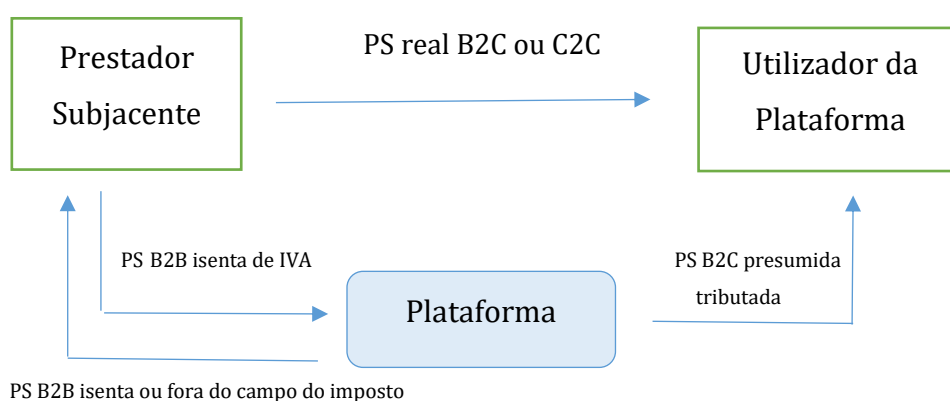 Prestador
Subjacente
PS real B2C ou C2C
Utilizador da
Plataforma
PS B2B isenta de IVA
PS B2C presumida
tributada
Plataforma
PS B2B isenta ou fora do campo do imposto